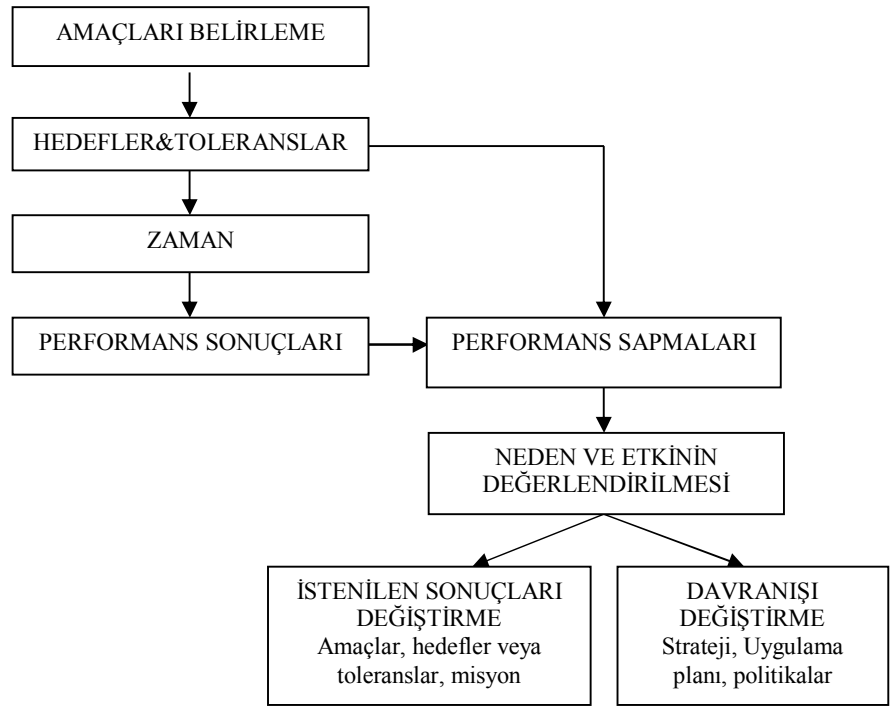 AMAÇLARI BELİRLEME
HEDEFLER&TOLERANSLAR
ZAMAN
PERFORMANS SONUÇLARI
PERFORMANS SAPMALARI
NEDEN VE ETKİNİN
DEĞERLENDİRİLMESİ
İSTENİLEN SONUÇLARI
DEĞİŞTİRME
Amaçlar, hedefler veya
toleranslar, misyon
DAVRANIŞI
DEĞİŞTİRME
Strateji, Uygulama
planı, politikalar